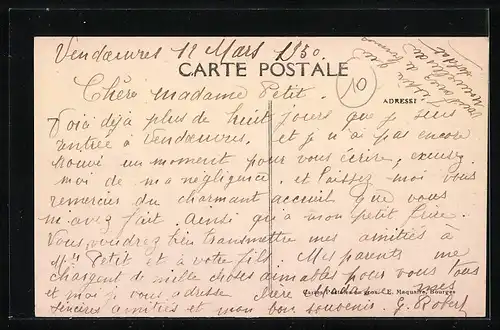 Vendœuvres 12 Mars 1930.
CARTE POSTALE
10
ADRESSE
Chère madame Petit.
Voici déjà plus de huit jours que je suis
rentrée à Vendœuvres, et je n'ai pas encore
trouvé un moment pour vous écrire, excusez
moi de ma négligence. et laissez moi vous
remercier du charmant accueil que vous
m'avez fait. Ainsi qu'à mon petit frère.
Vous voudrez bien transmettre mes amitiés à
Mr Petit et à votre fils. Mes parents me
chargent de mille choses aimables pour vous tous
et moi je vous adresse chère madame mes
sincères amitiés et mon bon souvenir. G. Robert
E. Maquaire, Bourges